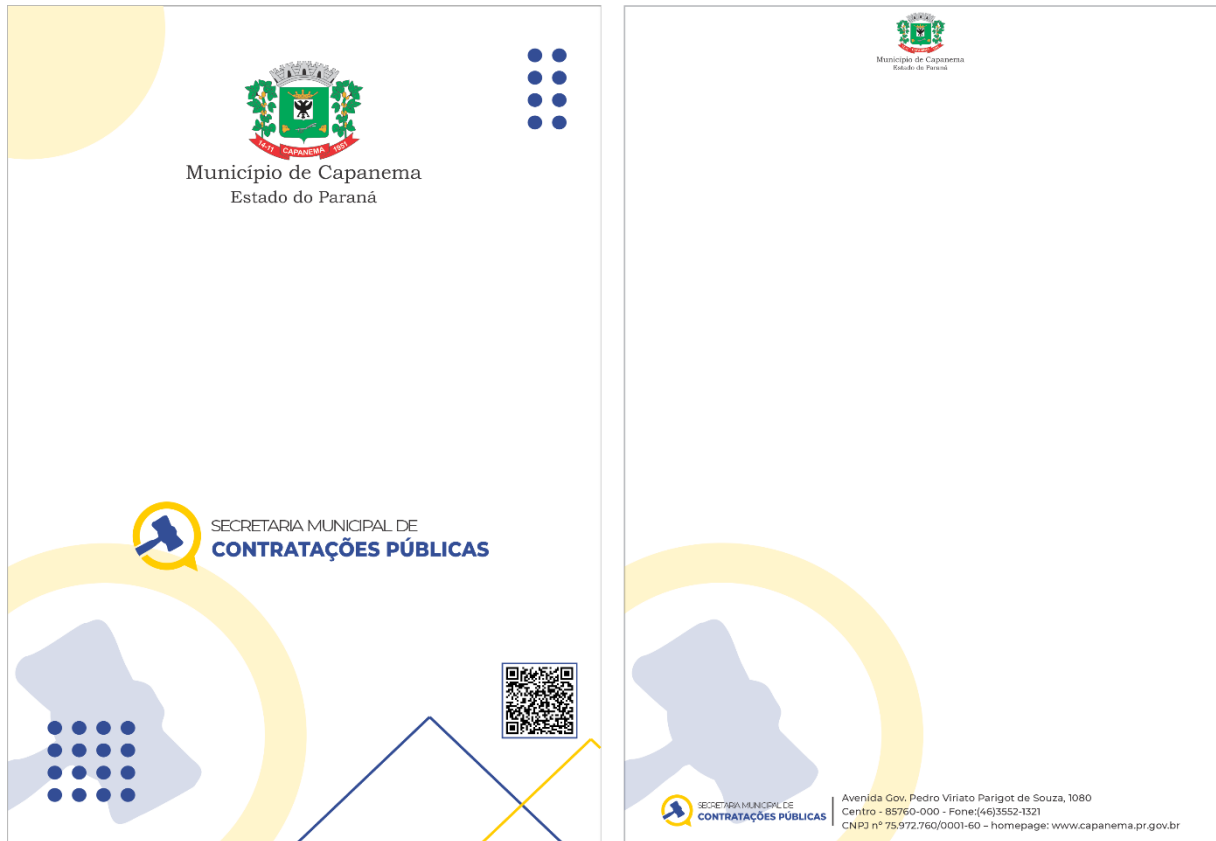 14-11 CAPANEMA 1951
Município de Capanema
Estado do Paraná
SECRETARIA MUNICIPAL DE
CONTRATAÇÕES PÚBLICAS
Município de Capanema
Estado do Paraná
SECRETARIA MUNICIPAL DE
CONTRATAÇÕES PÚBLICAS
Avenida Gov. Pedro Viriato Parigot de Souza, 1080
Centro - 85760-000 - Fone:(46)3552-1321
CNPJ nº 75.972.760/0001-60 – homepage: www.capanema.pr.gov.br